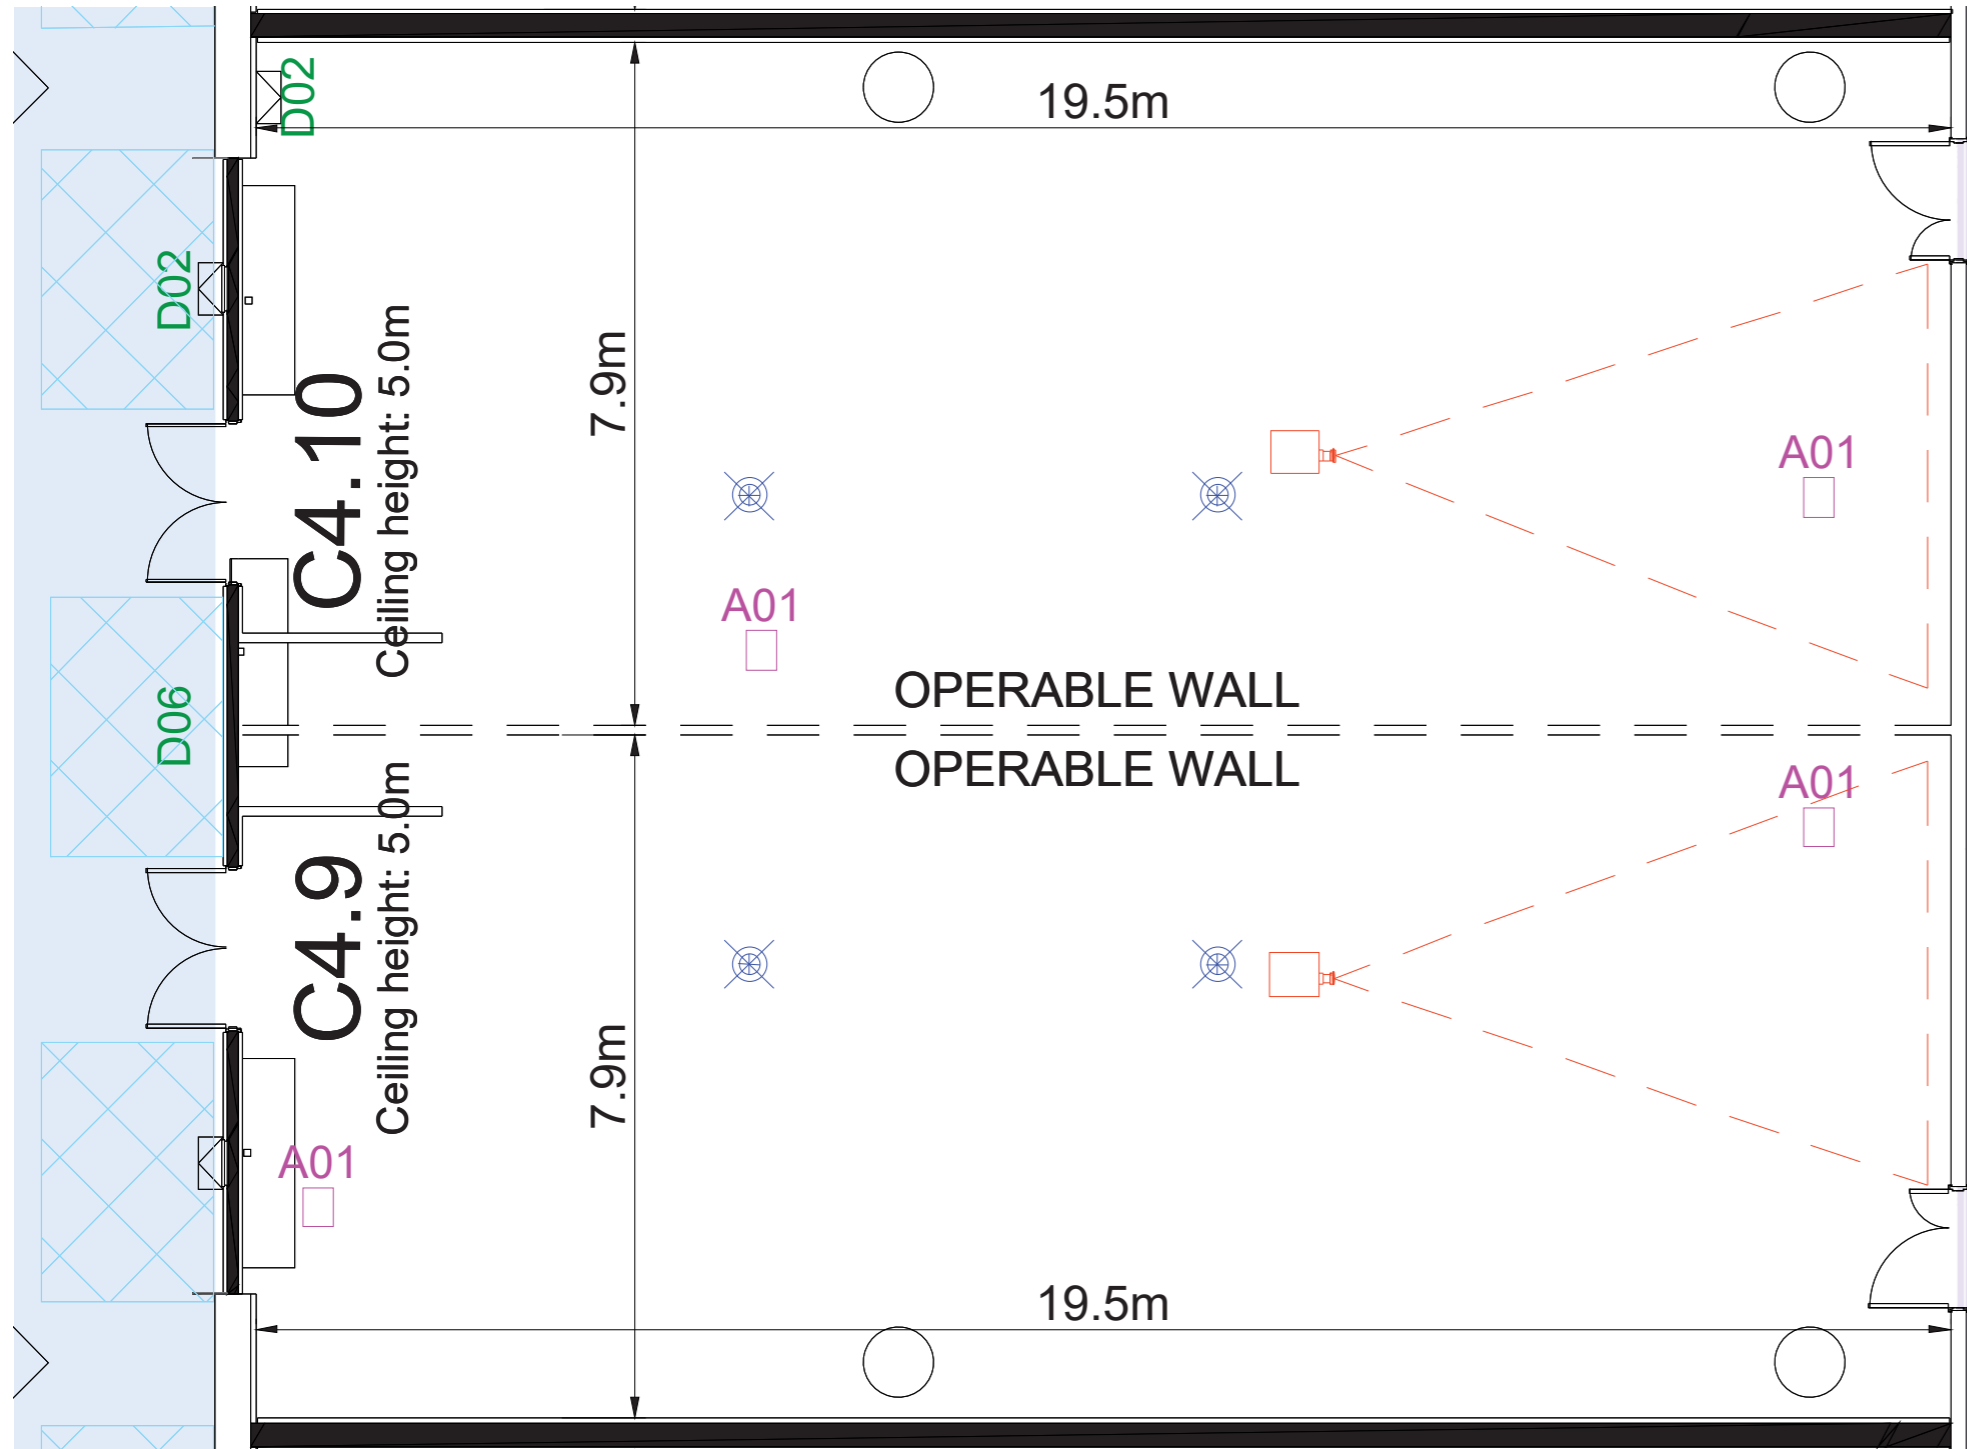 D02
19.5m
D02
C4.10
Ceiling height: 5.0m
7.9m
A01
A01
OPERABLE WALL
D06
OPERABLE WALL
A01
C4.9
Ceiling height: 5.0m
7.9m
A01
19.5m